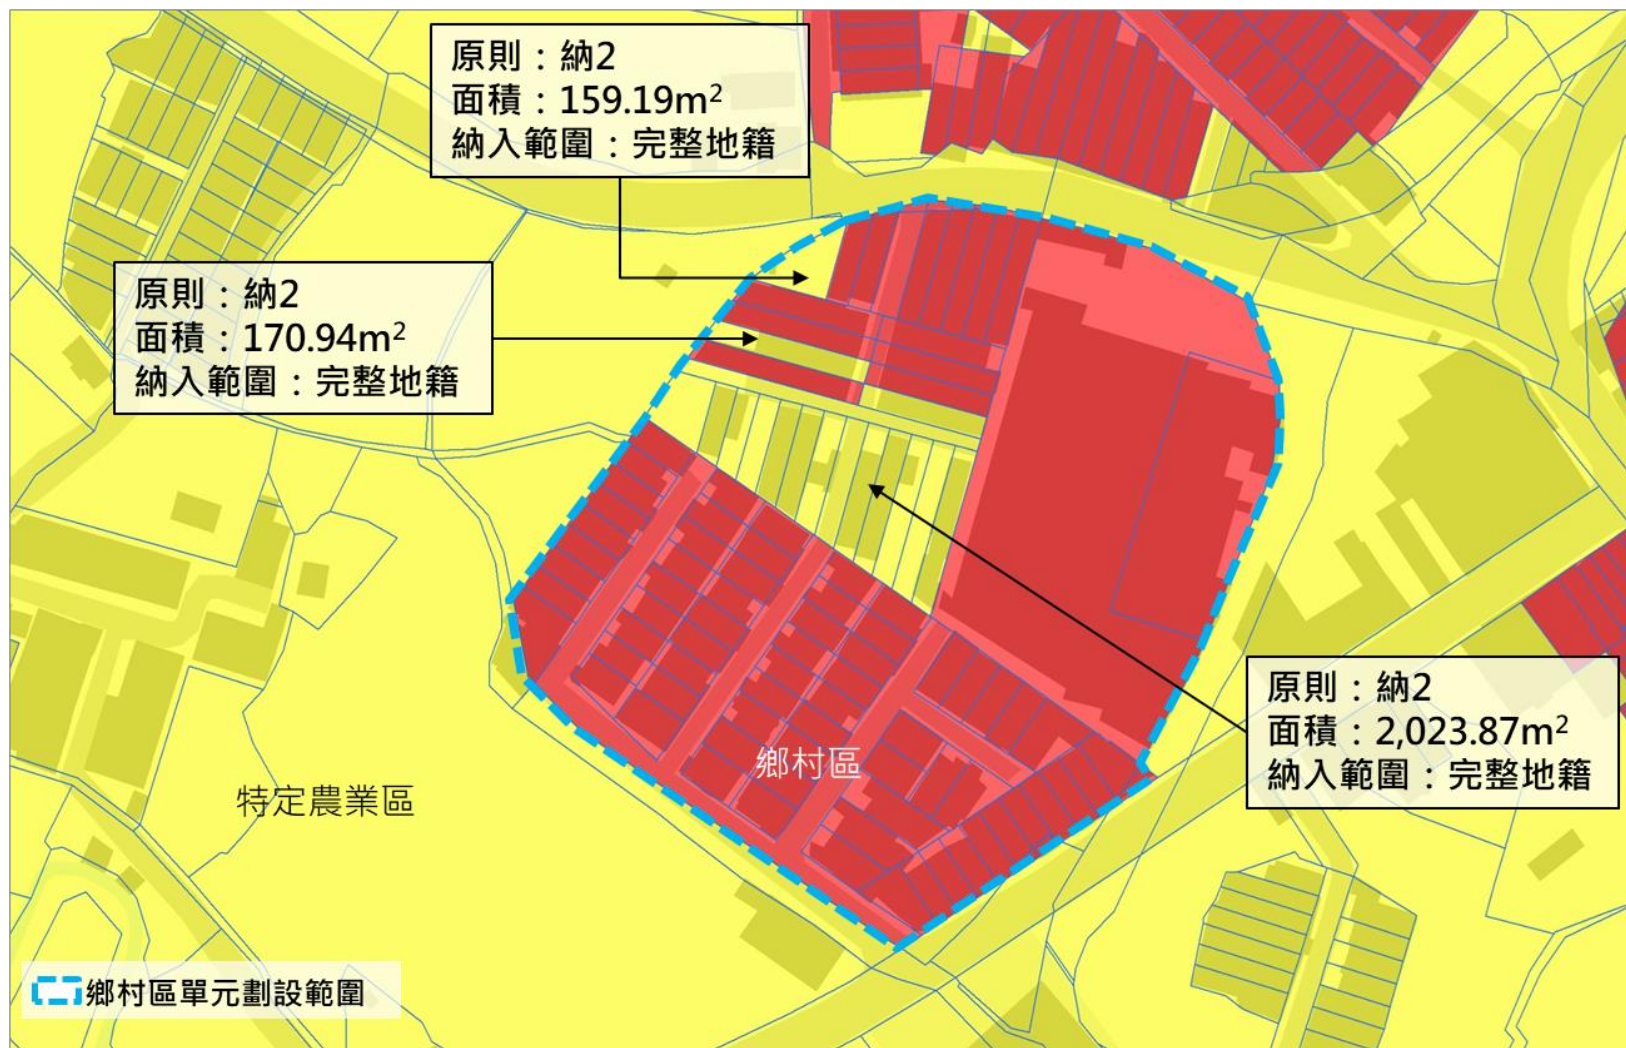 原則：納2
面積：159.19m²
納入範圍：完整地籍
原則：納2
面積：170.94m²
納入範圍：完整地籍
原則：納2
面積：2,023.87m²
納入範圍：完整地籍
鄉村區
特定農業區
鄉村區單元劃設範圍